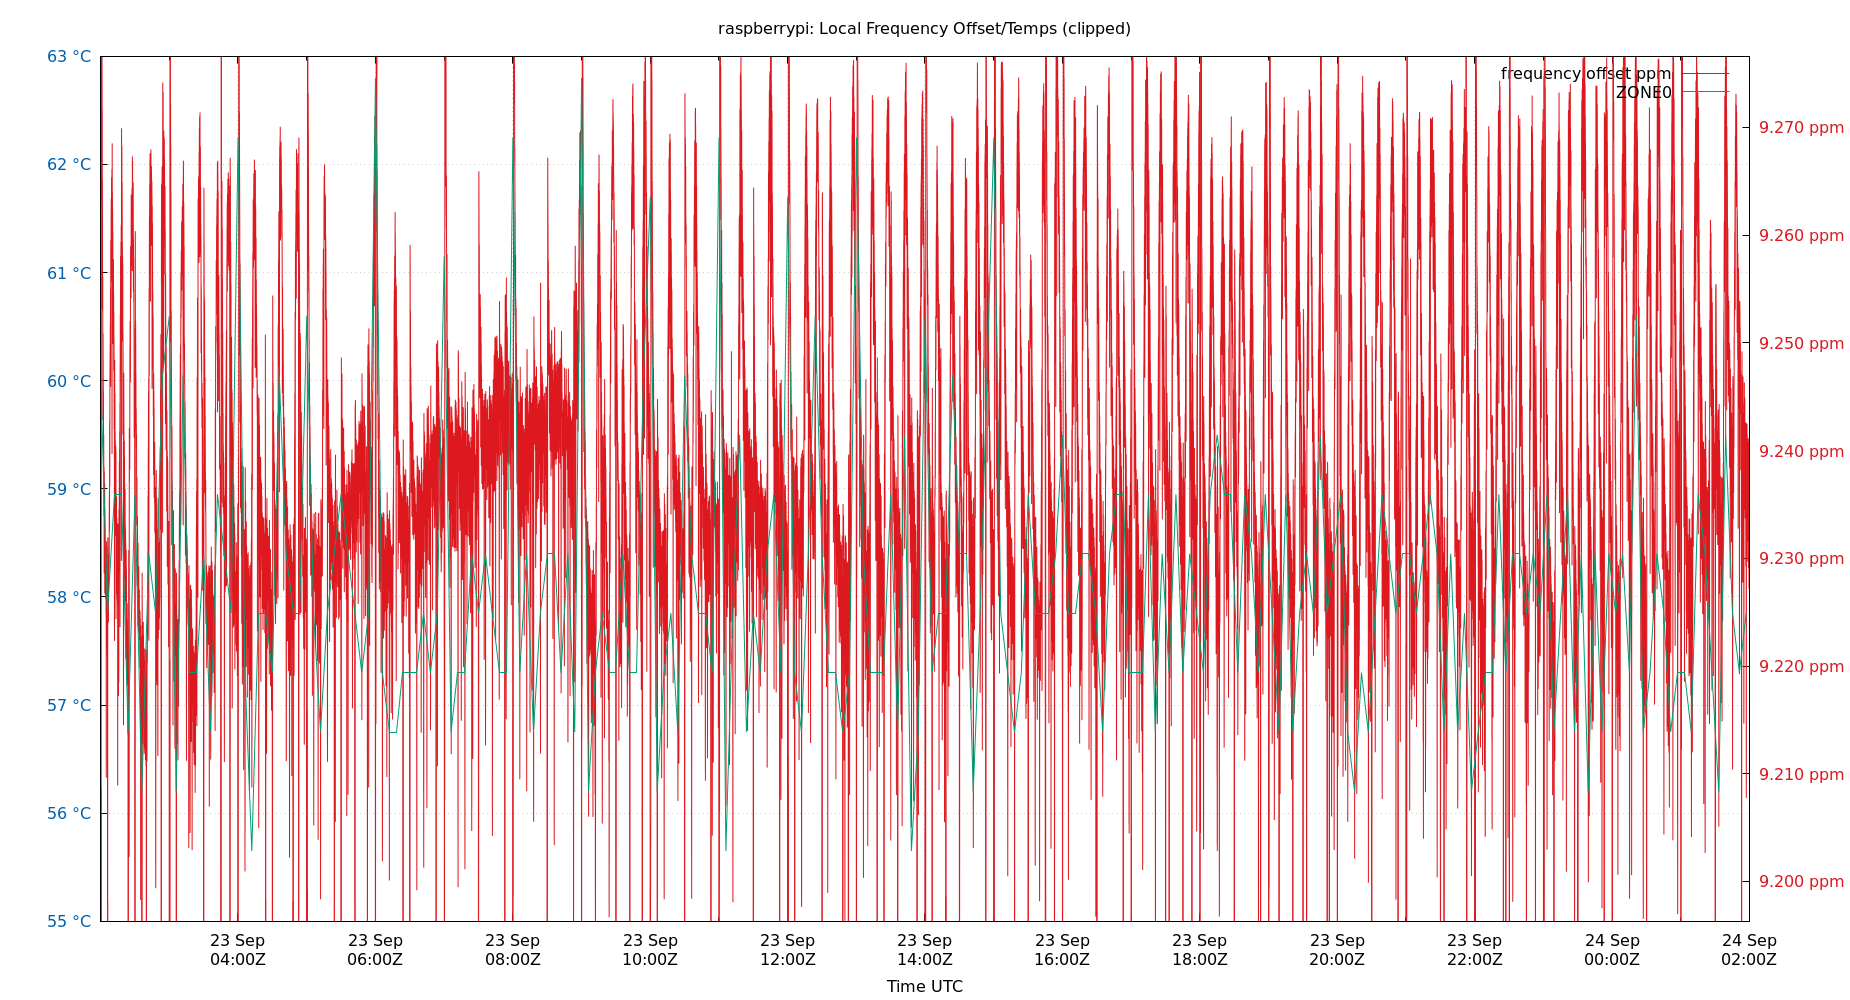 raspberrypi: Local Frequency Offset/Temps (clipped)
63 °C
62 °C
61 °C
60 °C
59 °C
58 °C
57 °C
56 °C
55 °C
frequency offset ppm
ZONE0
9.270 ppm
9.260 ppm
9.250 ppm
9.240 ppm
9.230 ppm
9.220 ppm
9.210 ppm
9.200 ppm
23 Sep 23 Sep 23 Sep 23 Sep 23 Sep 23 Sep 23 Sep 23 Sep 23 Sep 23 Sep 24 Sep 24 Sep
04:00Z 06:00Z 08:00Z 10:00Z 12:00Z 14:00Z 16:00Z 18:00Z 20:00Z 22:00Z 00:00Z 02:00Z
Time UTC